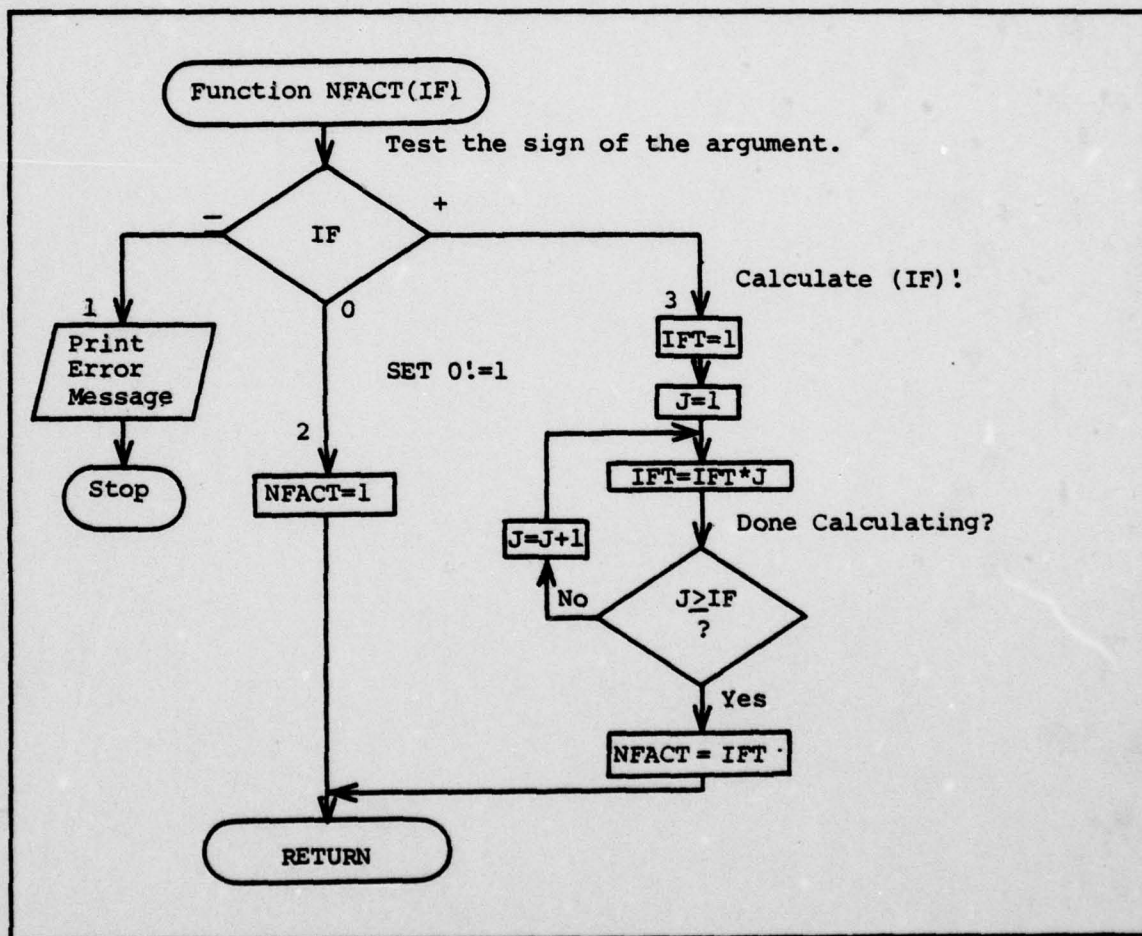 Function NFACT(IF)
Test the sign of the argument.
–
+
IF
0
Calculate (IF)!
1
Print
Error
Message
Stop
SET 0!=1
2
NFACT=1
3
IFT=1
J=1
IFT=IFT*J
Done Calculating?
J=J+1
No
J≥IF
?
Yes
NFACT = IFT
RETURN